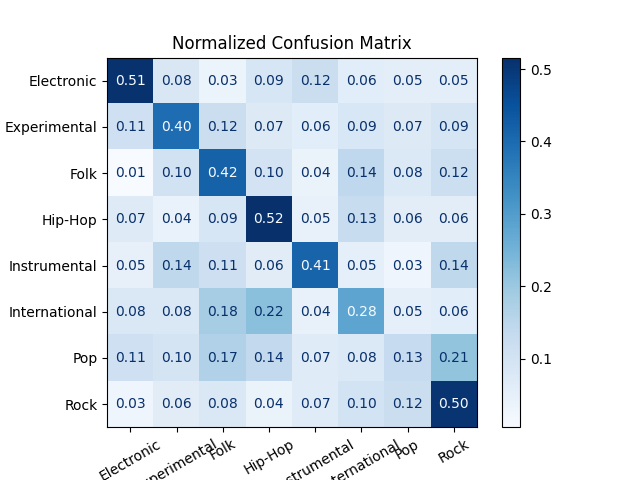 Normalized Confusion Matrix
Electronic 0.51 0.08 0.03 0.09 0.12 0.06 0.05 0.05
Experimental 0.11 0.40 0.12 0.07 0.06 0.09 0.07 0.09
Folk 0.01 0.10 0.42 0.10 0.04 0.14 0.08 0.12
Hip-Hop 0.07 0.04 0.09 0.52 0.05 0.13 0.06 0.06
Instrumental 0.05 0.14 0.11 0.06 0.41 0.05 0.03 0.14
International 0.08 0.08 0.18 0.22 0.04 0.28 0.05 0.06
Pop 0.11 0.10 0.17 0.14 0.07 0.08 0.13 0.21
Rock 0.03 0.06 0.08 0.04 0.07 0.10 0.12 0.50
Electronic perimental Folk Hip-Hop strumental ternational Pop Rock
0.5
0.4
0.3
0.2
0.1